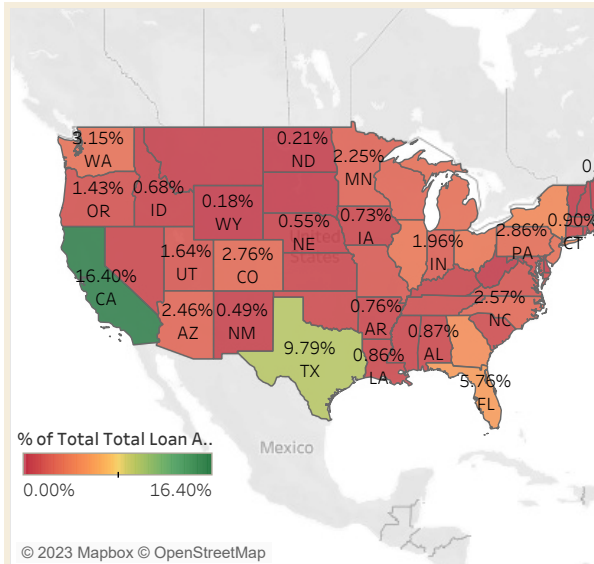 0.
3.15%
WA
0.21%
ND
2.25%
MN
1.43%
OR
0.68%
ID
0.18%
WY
0.55%
NE
0.73%
IA
1.96%
IN
2.86%
PA
0.90%
CT
United
States
16.40%
CA
1.64%
UT
2.76%
CO
2.46%
AZ
0.49%
NM
0.76%
AR
2.57%
NC
9.79%
TX
0.86%
LA
0.87%
AL
5.76%
FL
% of Total Total Loan A..
0.00% 16.40%
Mexico
© 2023 Mapbox © OpenStreetMap